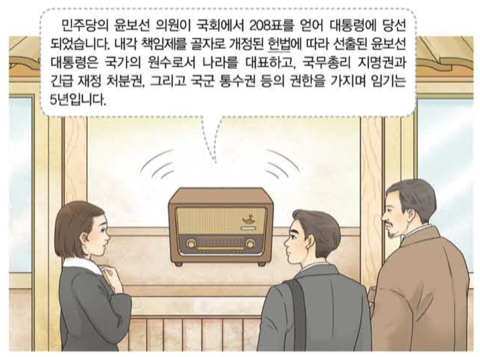 민주당의 윤보선 의원이 국회에서 208표를 얻어 대통령에 당선
되었습니다. 내각 책임제를 골자로 개정된 헌법에 따라 선출된 윤보선
대통령은 국가의 원수로서 나라를 대표하고, 국무총리 지명권과
긴급 재정 처분권, 그리고 국군 통수권 등의 권한을 가지며 임기는
5년입니다.